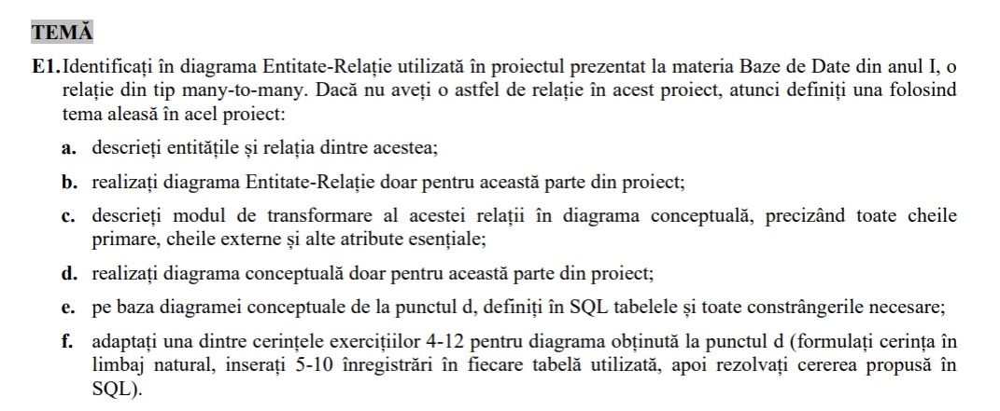 TEMĂ
E1. Identificați în diagrama Entitate-Relație utilizată în proiectul prezentat la materia Baze de Date din anul I, o
relație din tip many-to-many. Dacă nu aveți o astfel de relație în acest proiect, atunci definiți una folosind
tema aleasă în acel proiect:
a. descrieți entitățile și relația dintre acestea;
b. realizați diagrama Entitate-Relație doar pentru această parte din proiect;
c. descrieți modul de transformare al acestei relații în diagrama conceptuală, precizând toate cheile
primare, cheile externe și alte atribute esențiale;
d. realizați diagrama conceptuală doar pentru această parte din proiect;
e. pe baza diagramei conceptuale de la punctul d, definiți în SQL tabelele și toate constrângerile necesare;
f. adaptați una dintre cerințele exercițiilor 4-12 pentru diagrama obținută la punctul d (formulați cerința în
limbaj natural, inserați 5-10 înregistrări în fiecare tabelă utilizată, apoi rezolvați cererea propusă în
SQL).